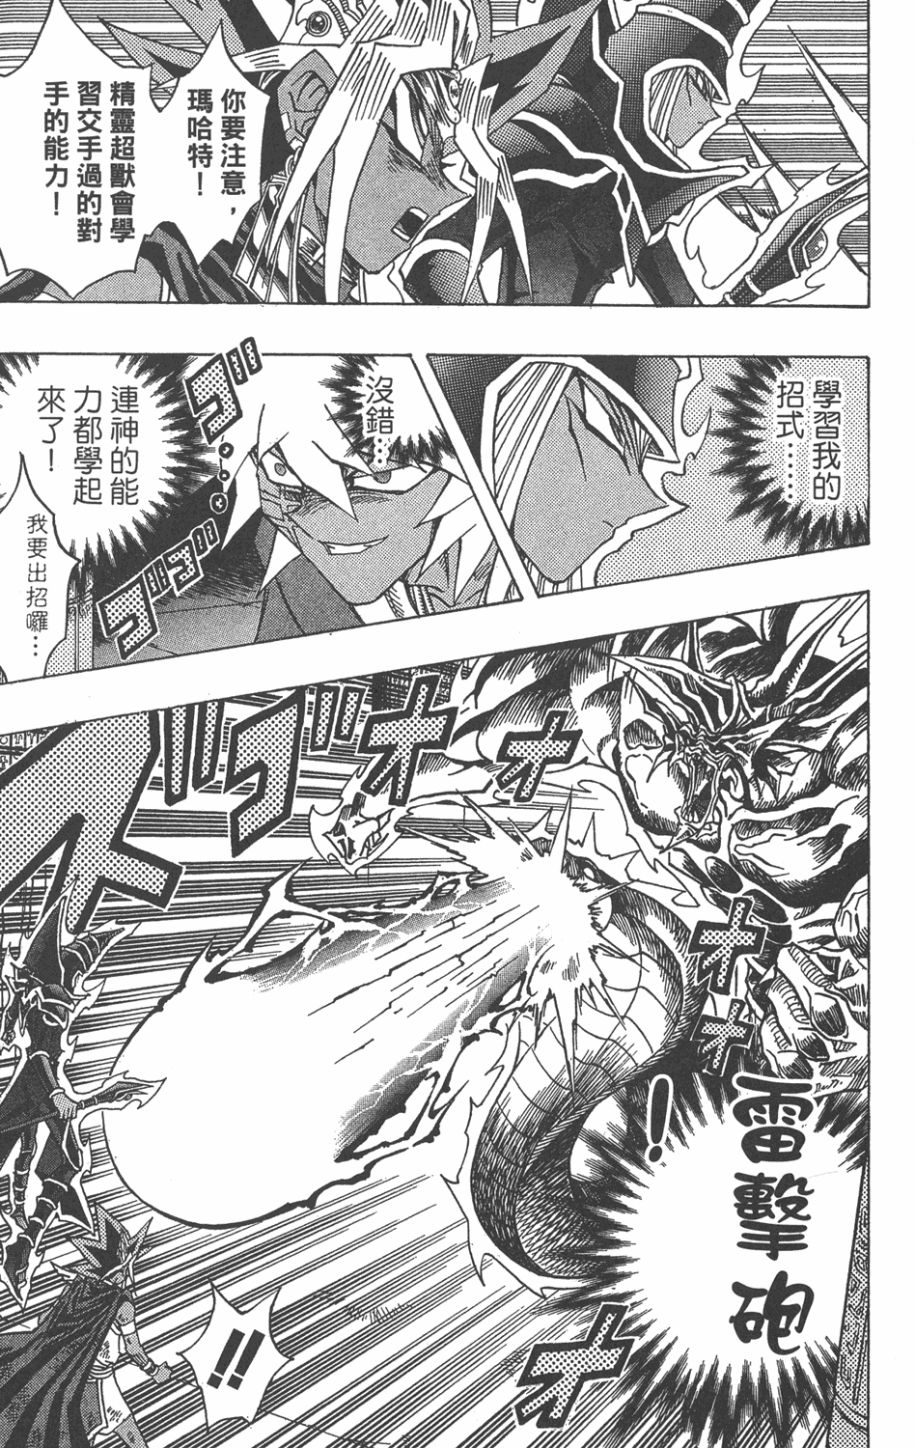 你要注意，
瑪哈特！
精靈超獸會學
習交手過的對
手的能力！
學習我的
招式……
沒錯…
連神的能
力都學起
來了！
ゴゴゴ
我要出招囉…
ゴゴ
オオ
オオ
雷擊砲
！
オ
!!